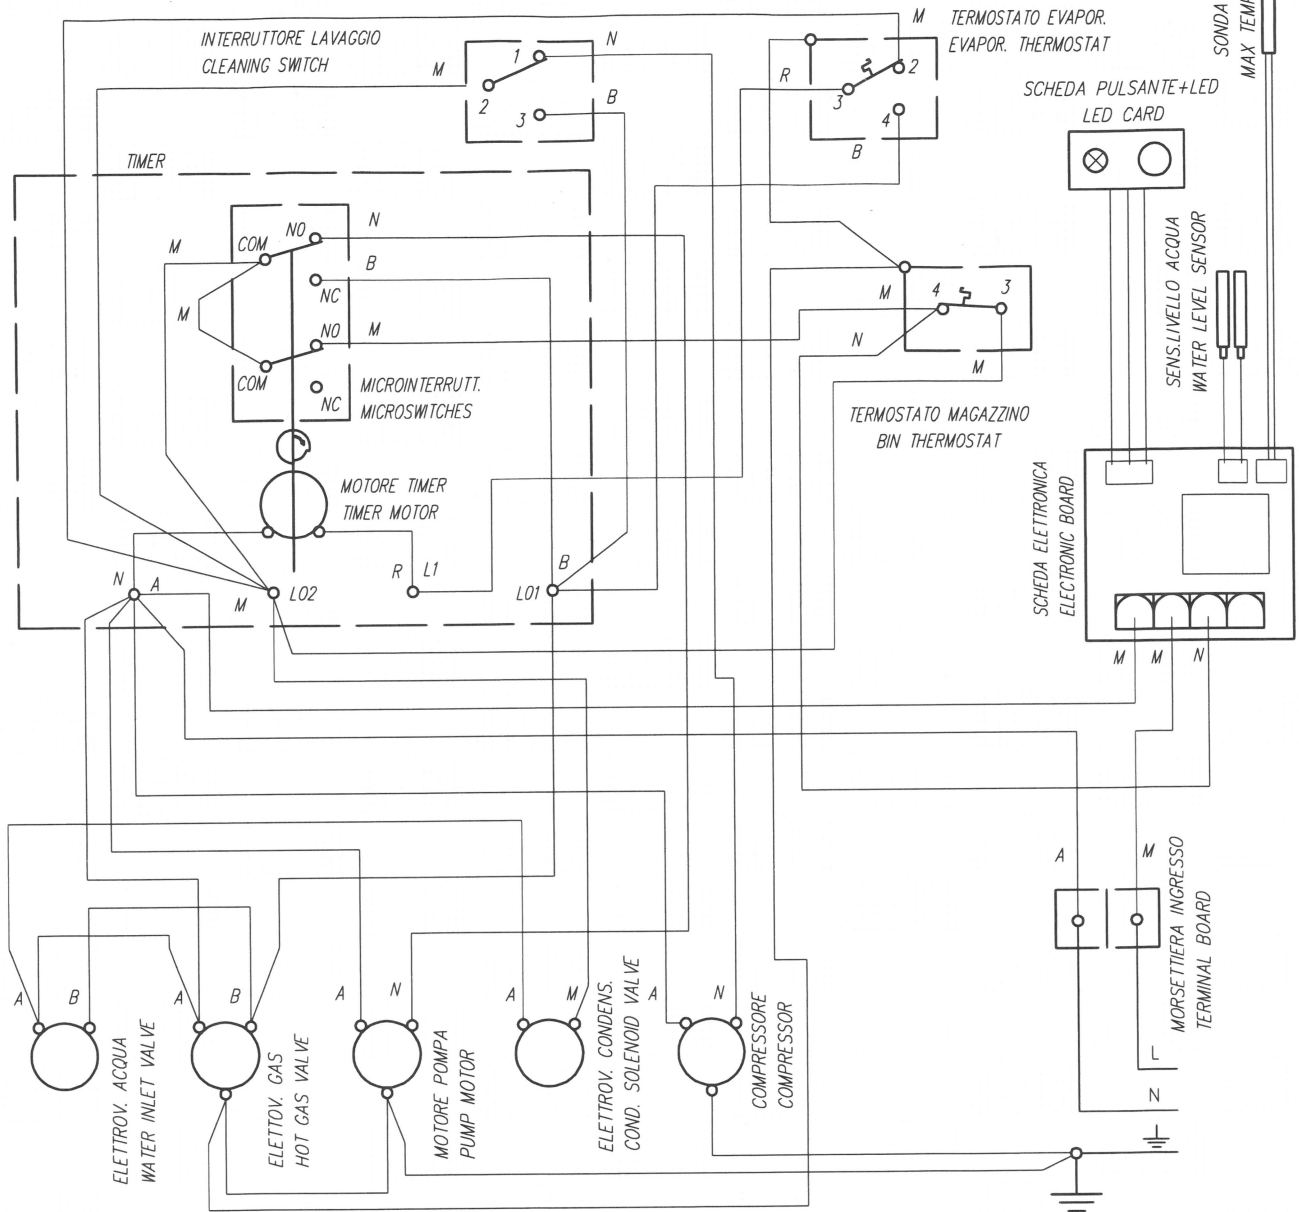 INTERRUTTORE LAVAGGIO
CLEANING SWITCH
M
N
1
2
3
B
M
TERMOSTATO EVAPOR.
EVAPOR. THERMOSTAT
R
2
3
4
B
SCHEDA PULSANTE+LED
LED CARD
SONDA
MAX TEMP
TIMER
M
COM
NO
N
B
NC
M
NO
M
COM
NC
MICROINTERRUTT.
MICROSWITCHES
M
4
3
N
M
TERMOSTATO MAGAZZINO
BIN THERMOSTAT
SENS.LIVELLO ACQUA
WATER LEVEL SENSOR
MOTORE TIMER
TIMER MOTOR
N
A
M
LO2
R
L1
LO1
B
SCHEDA ELETTRONICA
ELECTRONIC BOARD
M
M
N
A
M
MORSETTIERA INGRESSO
TERMINAL BOARD
L
N
A
B
ELETTROV. ACQUA
WATER INLET VALVE
A
B
ELETTOV. GAS
HOT GAS VALVE
A
N
MOTORE POMPA
PUMP MOTOR
A
M
ELETTROV. CONDENS.
COND. SOLENOID VALVE
A
N
COMPRESSORE
COMPRESSOR